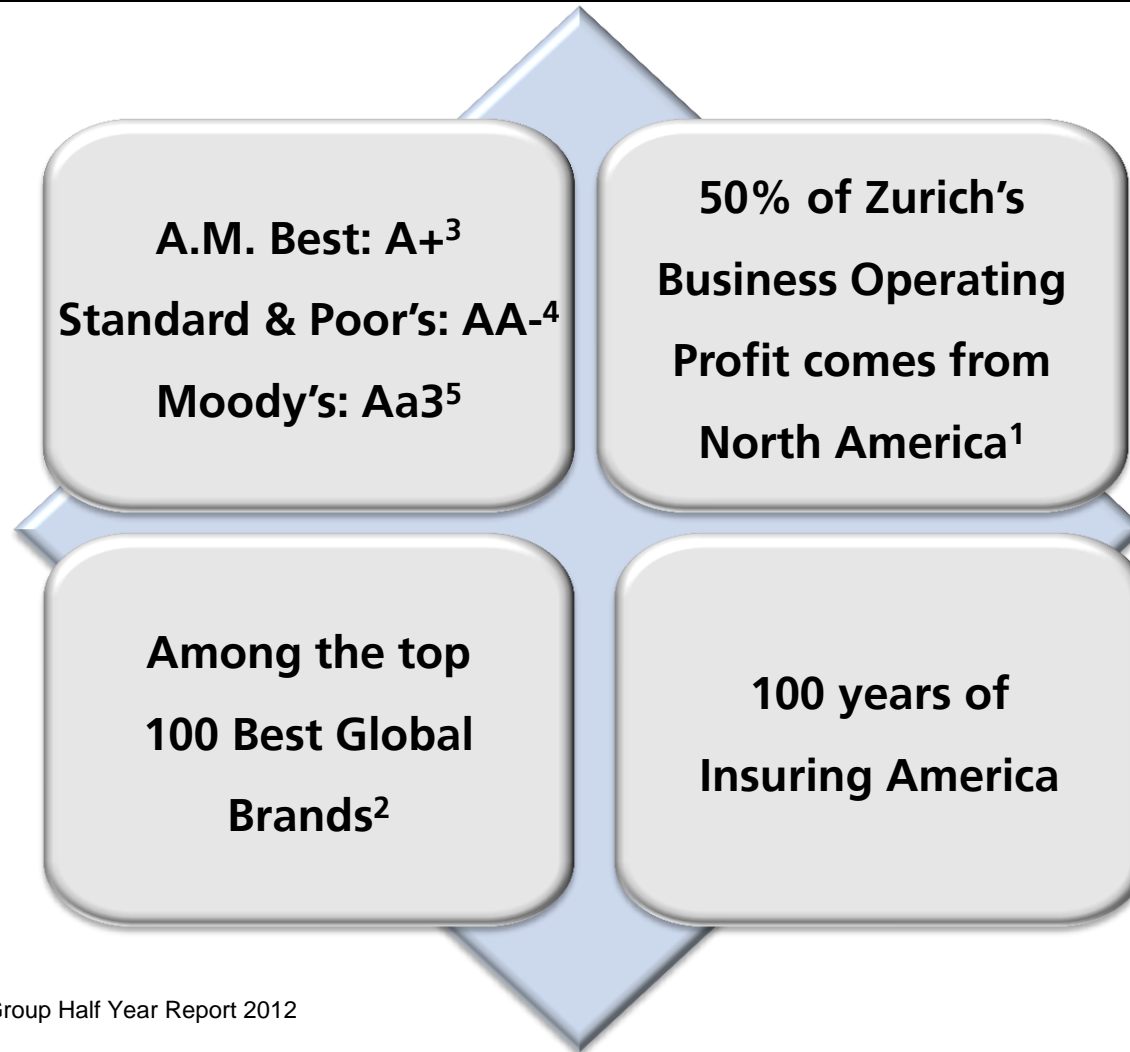 A.M. Best: A+3
Standard & Poor's: AA-4
Moody's: Aa35
50% of Zurich's
Business Operating
Profit comes from
North America1
Among the top
100 Best Global
Brands2
100 years of
Insuring America
Group Half Year Report 2012